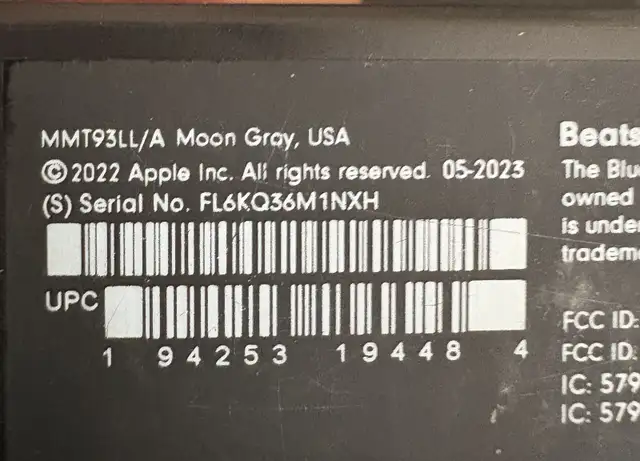 MMT93LL/A Moon Gray, USA
© 2022 Apple Inc. All rights reserved. 05-2023
(S) Serial No. FL6KQ36M1NXH
UPC
1 94253 19448 4
Beats
The Blu
owned
is unde
tradem
FCC ID:
FCC ID:
IC: 579
IC: 579